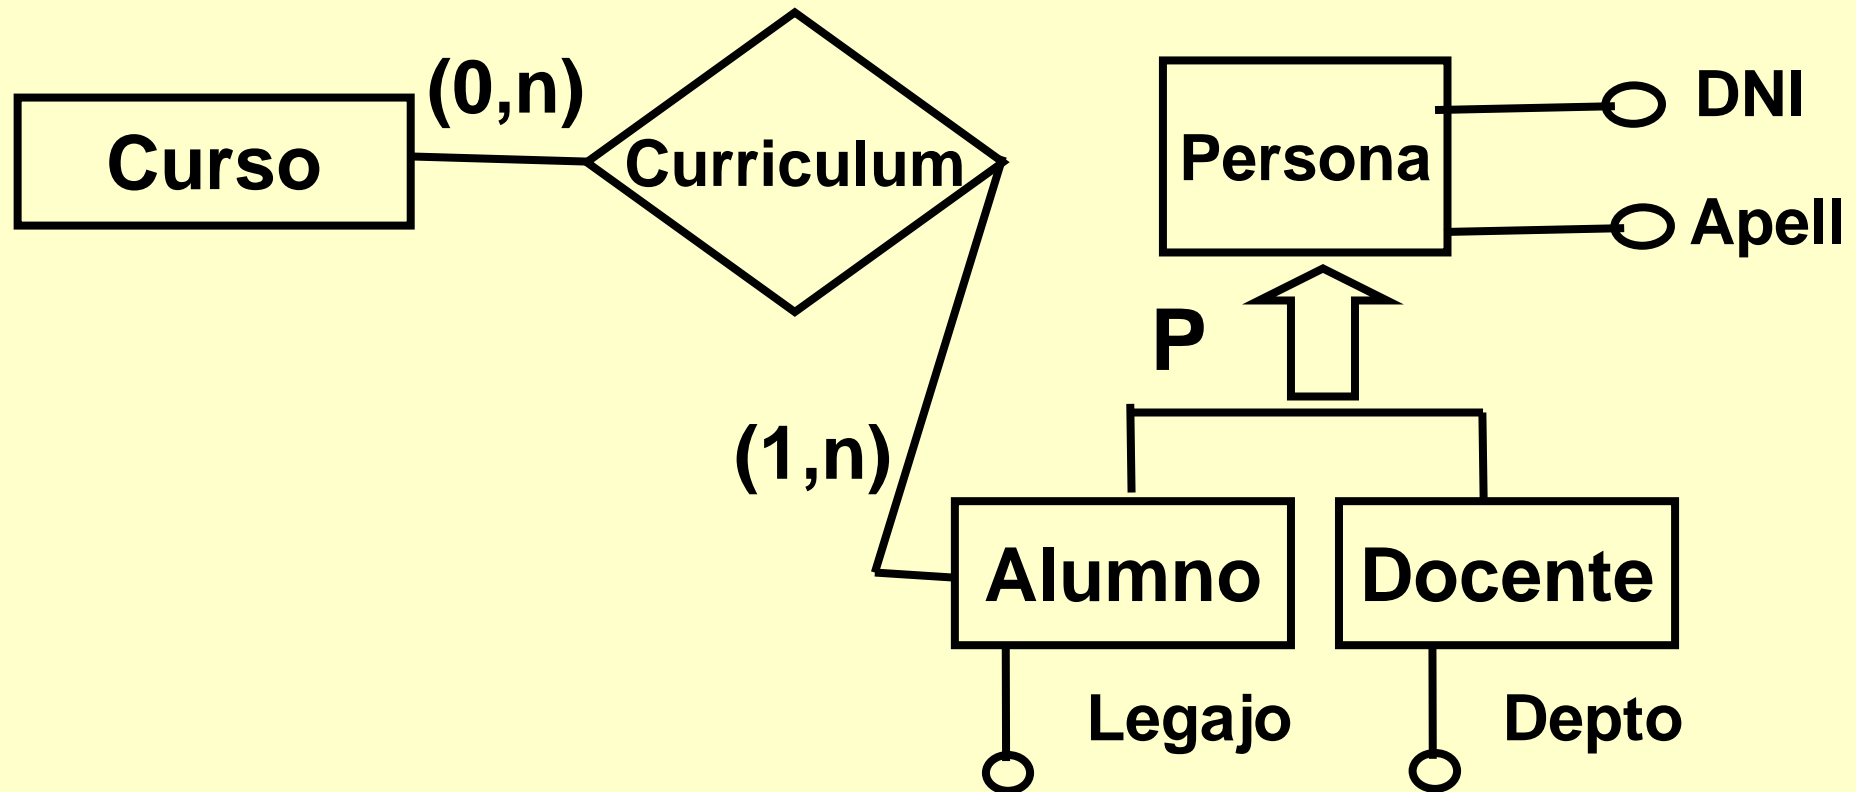 Curso
(0,n)
Curriculum
Persona
DNI
Apell
P
(1,n)
Alumno
Docente
Legajo
Depto